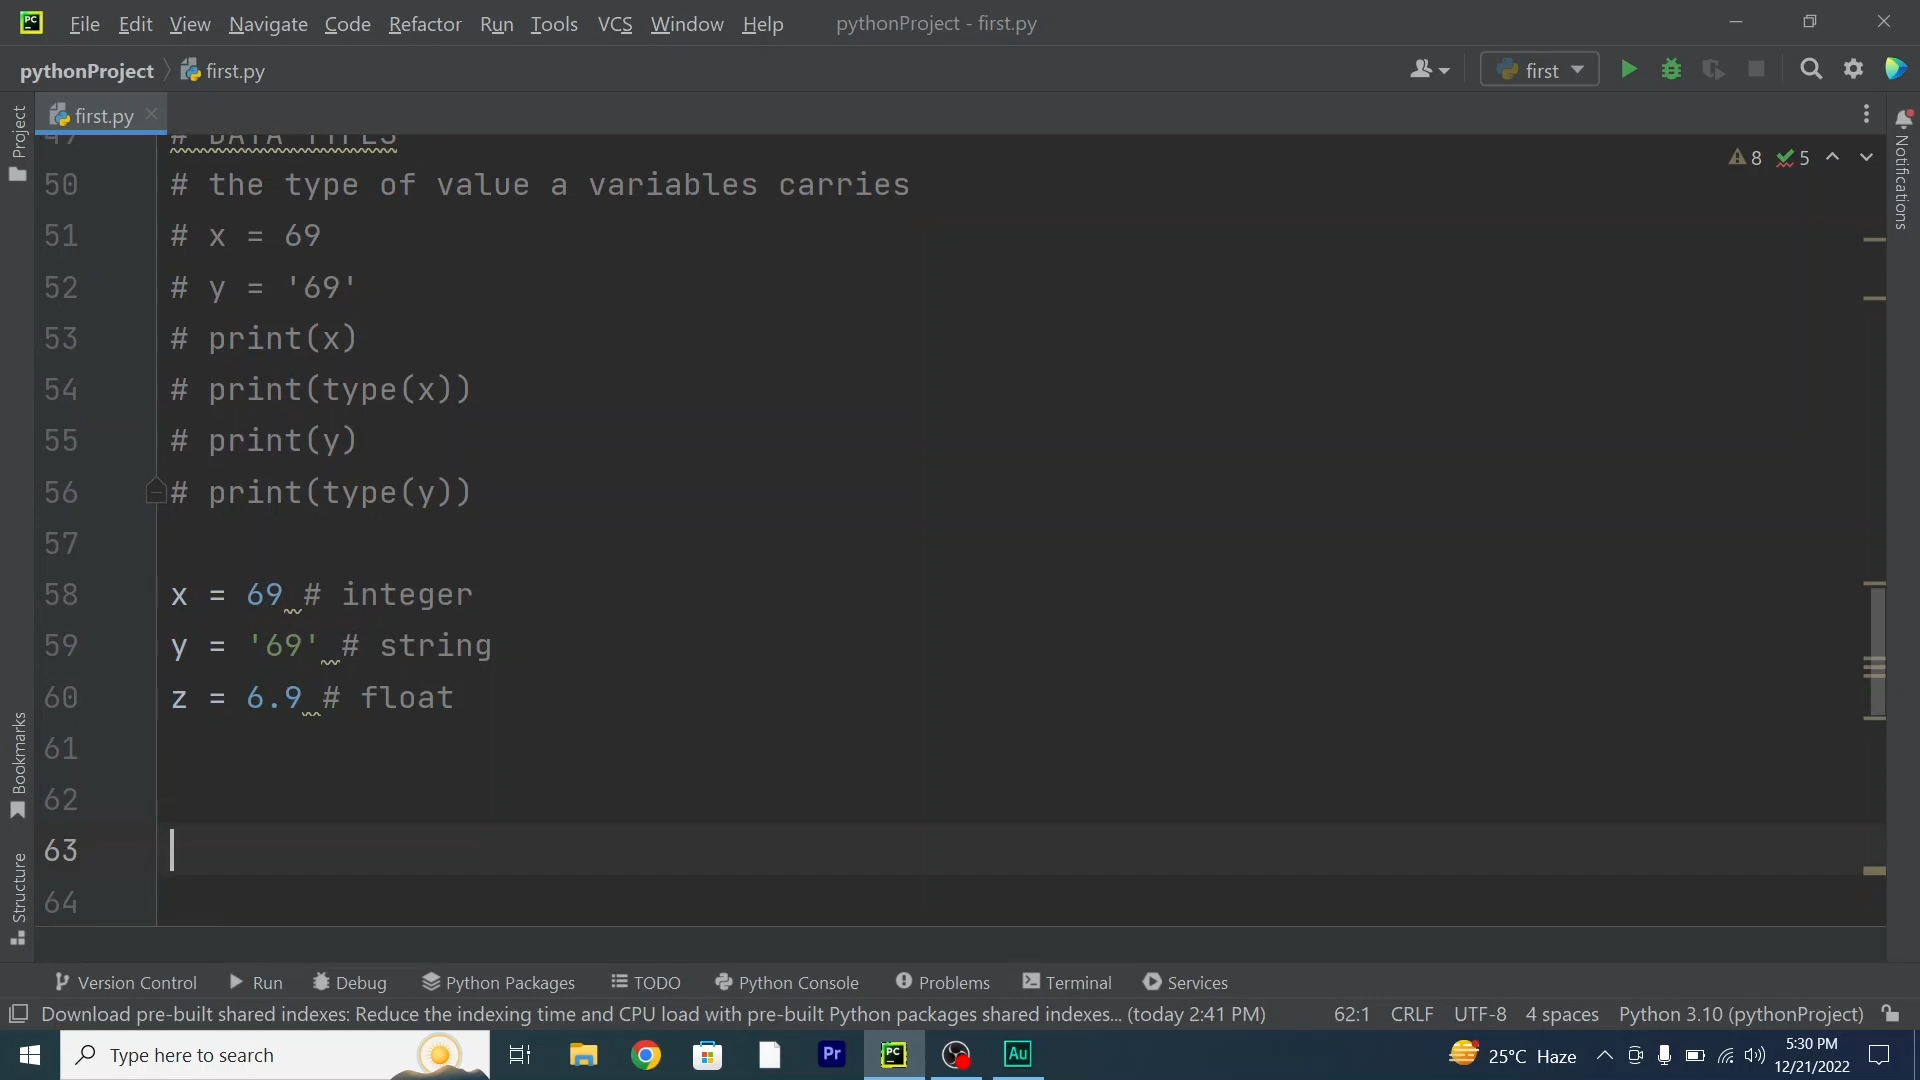 PC File Edit View Navigate Code Refactor Run Tools VCS Window Help pythonProject - first.py
pythonProject first.py first
Project
first.py
Notifications
8 5
49 # DATA TYPES
50 # the type of value a variables carries
51 # x = 69
52 # y = '69'
53 # print(x)
54 # print(type(x))
55 # print(y)
56 # print(type(y))
57
58 x = 69 # integer
59 y = '69' # string
60 z = 6.9 # float
61
62
63
64
Bookmarks
Structure
Version Control Run Debug Python Packages TODO Python Console Problems Terminal Services
Download pre-built shared indexes: Reduce the indexing time and CPU load with pre-built Python packages shared indexes... (today 2:41 PM) 62:1 CRLF UTF-8 4 spaces Python 3.10 (pythonProject)
Type here to search Pr PC Au 25°C Haze 5:30 PM
12/21/2022